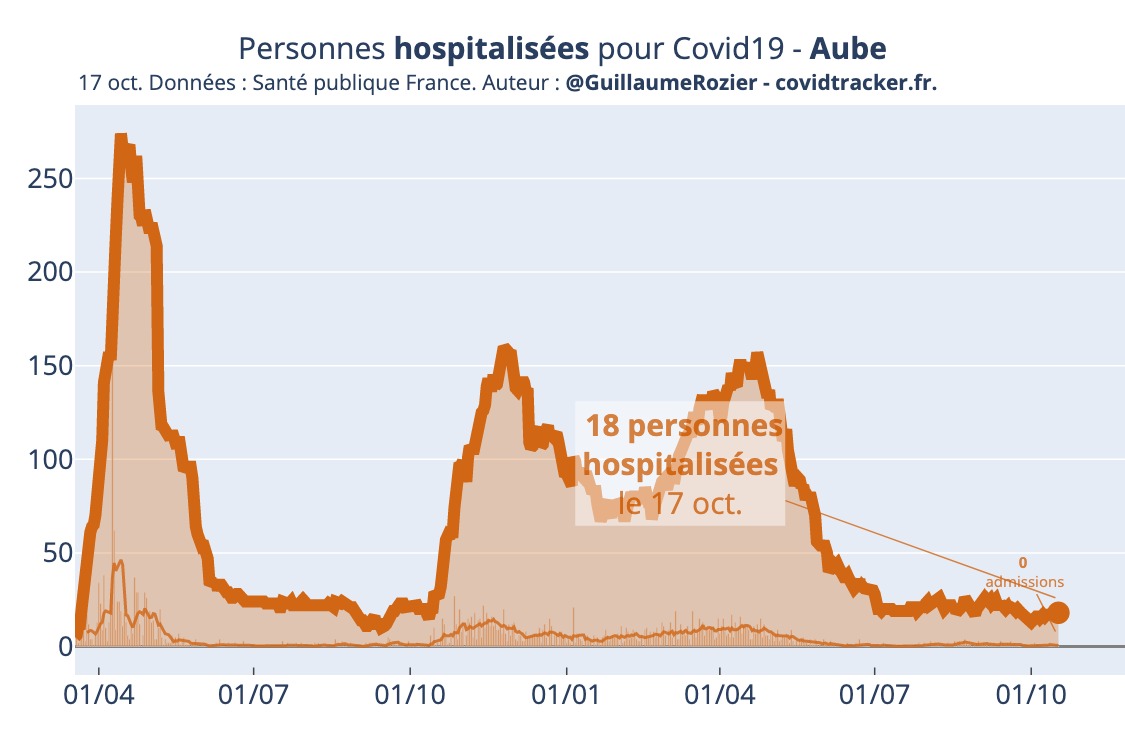 Personnes hospitalisées pour Covid19 - Aube
17 oct. Données : Santé publique France. Auteur : @GuillaumeRozier - covidtracker.fr.
250
200
150
100
50
0
18 personnes
hospitalisées
le 17 oct.
0
admissions
01/04
01/07
01/10
01/01
01/04
01/07
01/10